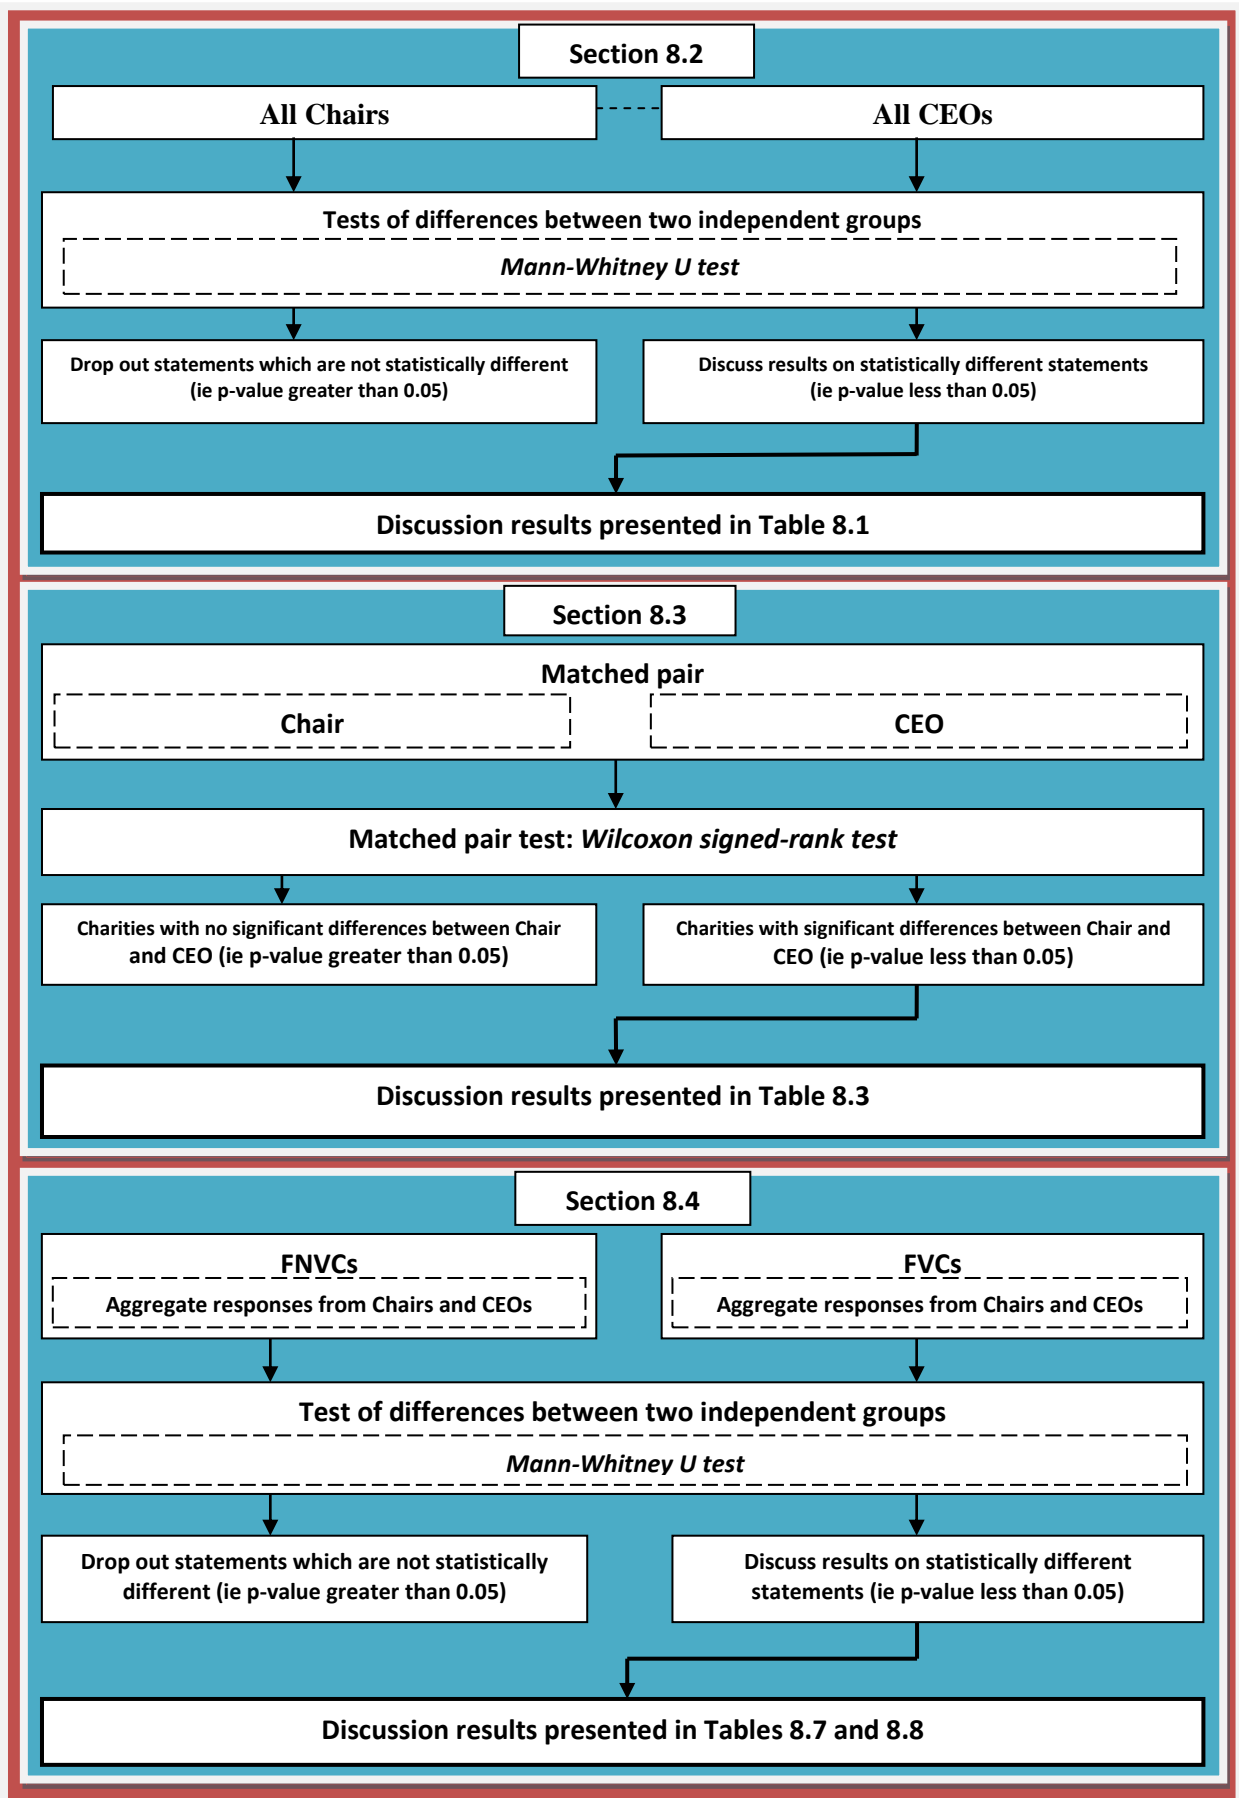 Section 8.2
All Chairs
All CEOs
Tests of differences between two independent groups
Mann-Whitney U test
Drop out statements which are not statistically different
(ie p-value greater than 0.05)
Discuss results on statistically different statements
(ie p-value less than 0.05)
Discussion results presented in Table 8.1
Section 8.3
Matched pair
Chair
CEO
Matched pair test: Wilcoxon signed-rank test
Charities with no significant differences between Chair
and CEO (ie p-value greater than 0.05)
Charities with significant differences between Chair and
CEO (ie p-value less than 0.05)
Discussion results presented in Table 8.3
Section 8.4
FNVCs
Aggregate responses from Chairs and CEOs
FVCs
Aggregate responses from Chairs and CEOs
Test of differences between two independent groups
Mann-Whitney U test
Drop out statements which are not statistically
different (ie p-value greater than 0.05)
Discuss results on statistically different
statements (ie p-value less than 0.05)
Discussion results presented in Tables 8.7 and 8.8